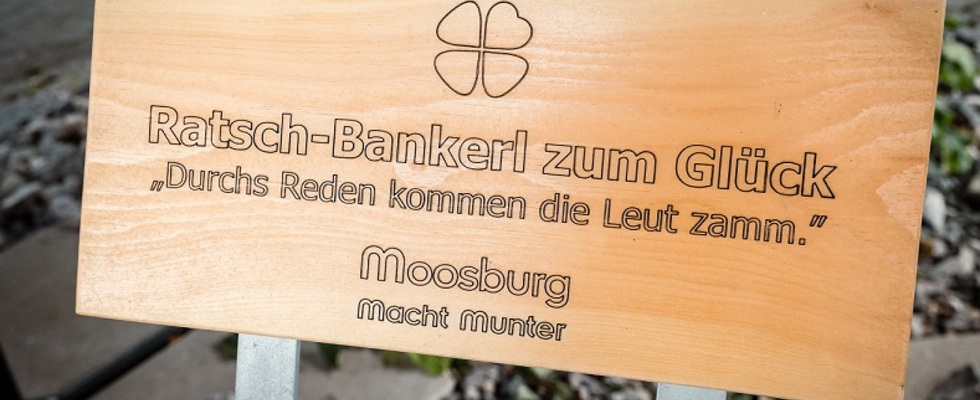 Ratsch-Bankerl zum Glück
„Durchs Reden kommen die Leut zamm.”
Moosburg
Macht Munter